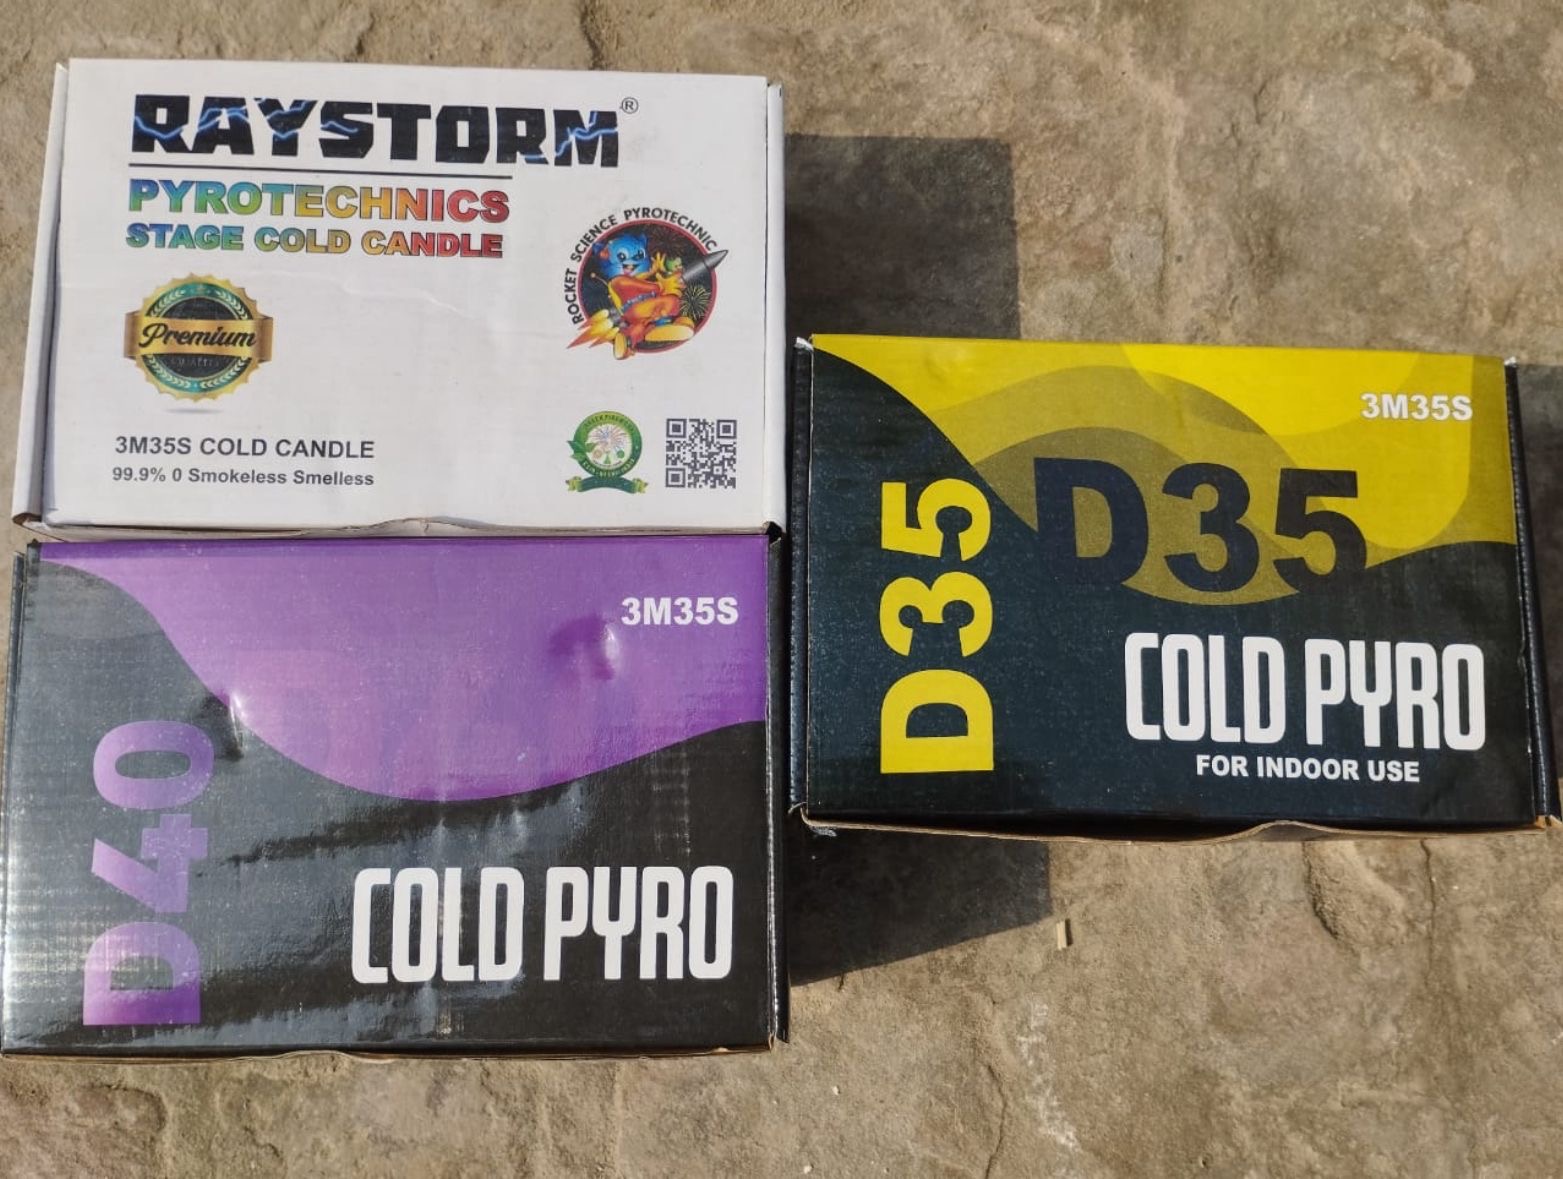 RAYSTORM®
PYROTECHNICS
STAGE COLD CANDLE
ROCKET SCIENCE PYROTECHNIC
Premium
3M35S COLD CANDLE
99.9% 0 Smokeless Smelless
3M35S
D40
COLD PYRO
3M35S
D35
D35
COLD PYRO
FOR INDOOR USE